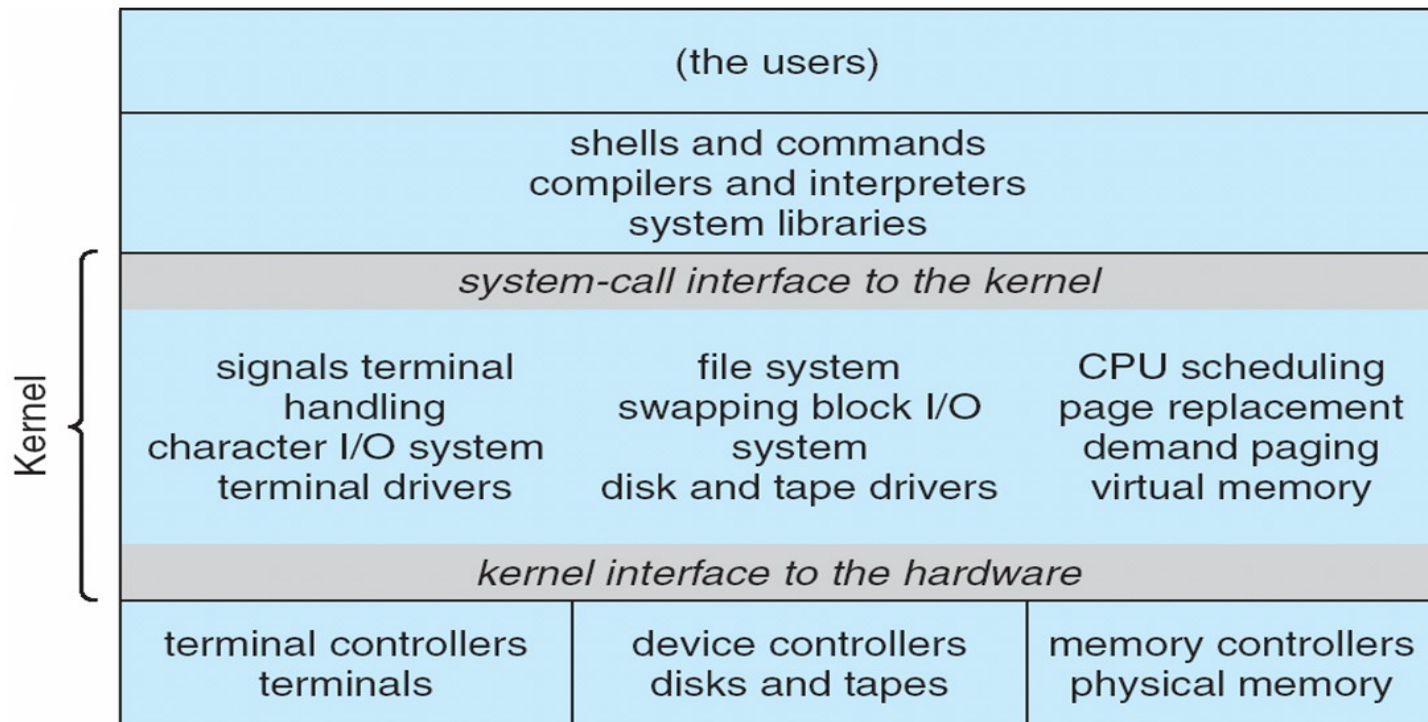 (the users)
shells and commands
compilers and interpreters
system libraries
Kernel
system-call interface to the kernel
signals terminal
handling
character I/O system
terminal drivers
file system
swapping block I/O
system
disk and tape drivers
CPU scheduling
page replacement
demand paging
virtual memory
kernel interface to the hardware
terminal controllers
terminals
device controllers
disks and tapes
memory controllers
physical memory